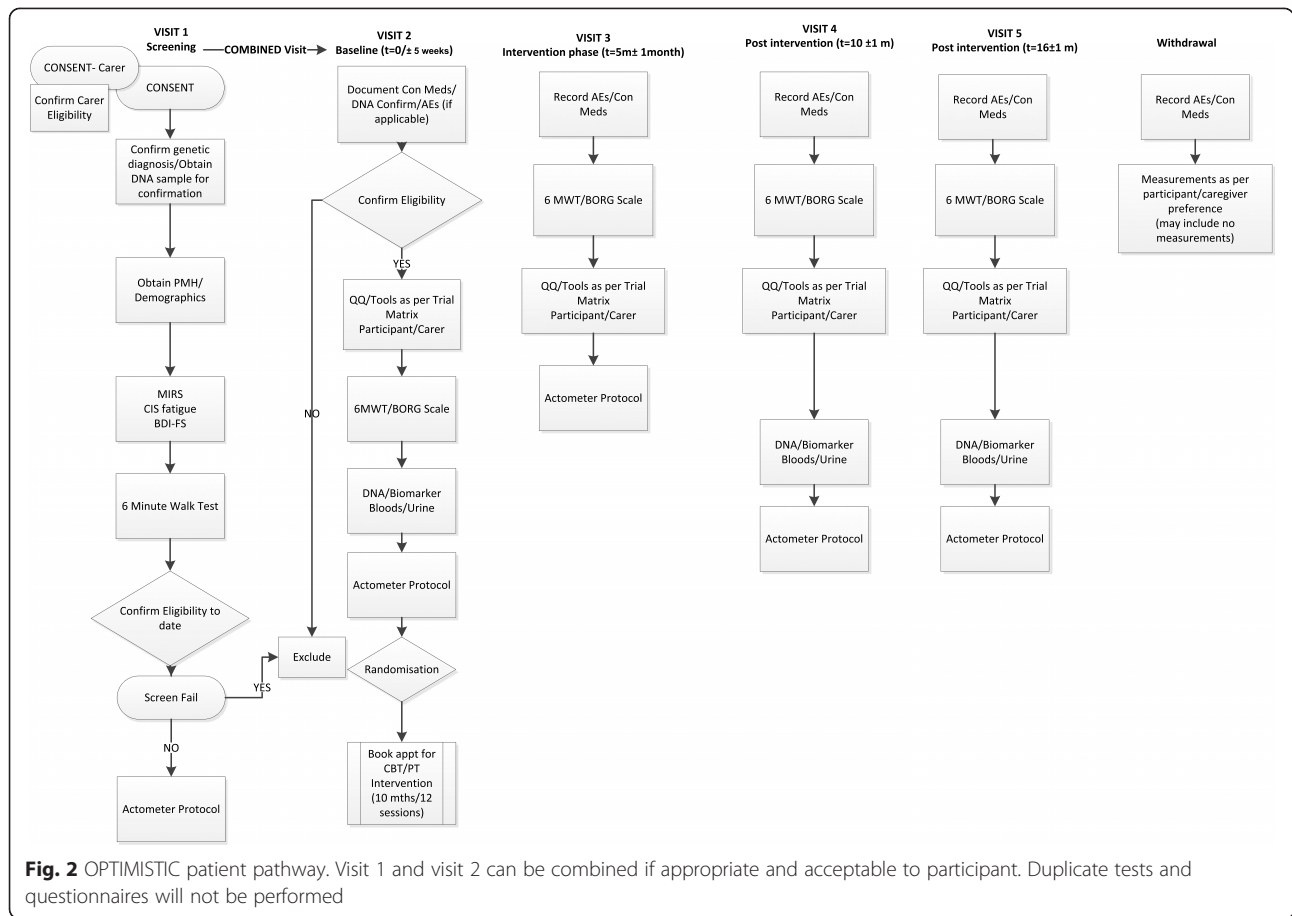 VISIT 1
Screening
COMBINED Visit
CONSENT- Carer
CONSENT
Confirm Carer
Eligibility
Confirm genetic
diagnosis/Obtain
DNA sample for
confirmation
Obtain PMH/
Demographics
MIRS
CIS fatigue
BDI-FS
6 Minute Walk Test
Confirm Eligibility to
date
Screen Fail
YES
NO
Actometer Protocol
Exclude
VISIT 2
Baseline (t=0/± 5 weeks)
Document Con Meds/
DNA Confirm/AEs (if
applicable)
Confirm Eligibility
NO
YES
QQ/Tools as per Trial
Matrix
Participant/Carer
6MWT/BORG Scale
DNA/Biomarker
Bloods/Urine
Actometer Protocol
Randomisation
Book appt for
CBT/PT
Intervention
(10 mths/12
sessions)
VISIT 3
Intervention phase (t=5m± 1month)
Record AEs/Con
Meds
6 MWT/BORG Scale
QQ/Tools as per Trial
Matrix
Participant/Carer
Actometer Protocol
VISIT 4
Post intervention (t=10 ±1 m)
Record AEs/Con
Meds
6 MWT/BORG Scale
QQ/Tools as per Trial
Matrix
Participant/Carer
DNA/Biomarker
Bloods/Urine
Actometer Protocol
VISIT 5
Post intervention (t=16±1 m)
Record AEs/Con
Meds
6 MWT/BORG Scale
QQ/Tools as per Trial
Matrix
Participant/Carer
DNA/Biomarker
Bloods/Urine
Actometer Protocol
Withdrawal
Record AEs/Con
Meds
Measurements as per
participant/caregiver
preference
(may include no
measurements)
Fig. 2 OPTIMISTIC patient pathway. Visit 1 and visit 2 can be combined if appropriate and acceptable to participant. Duplicate tests and
questionnaires will not be performed